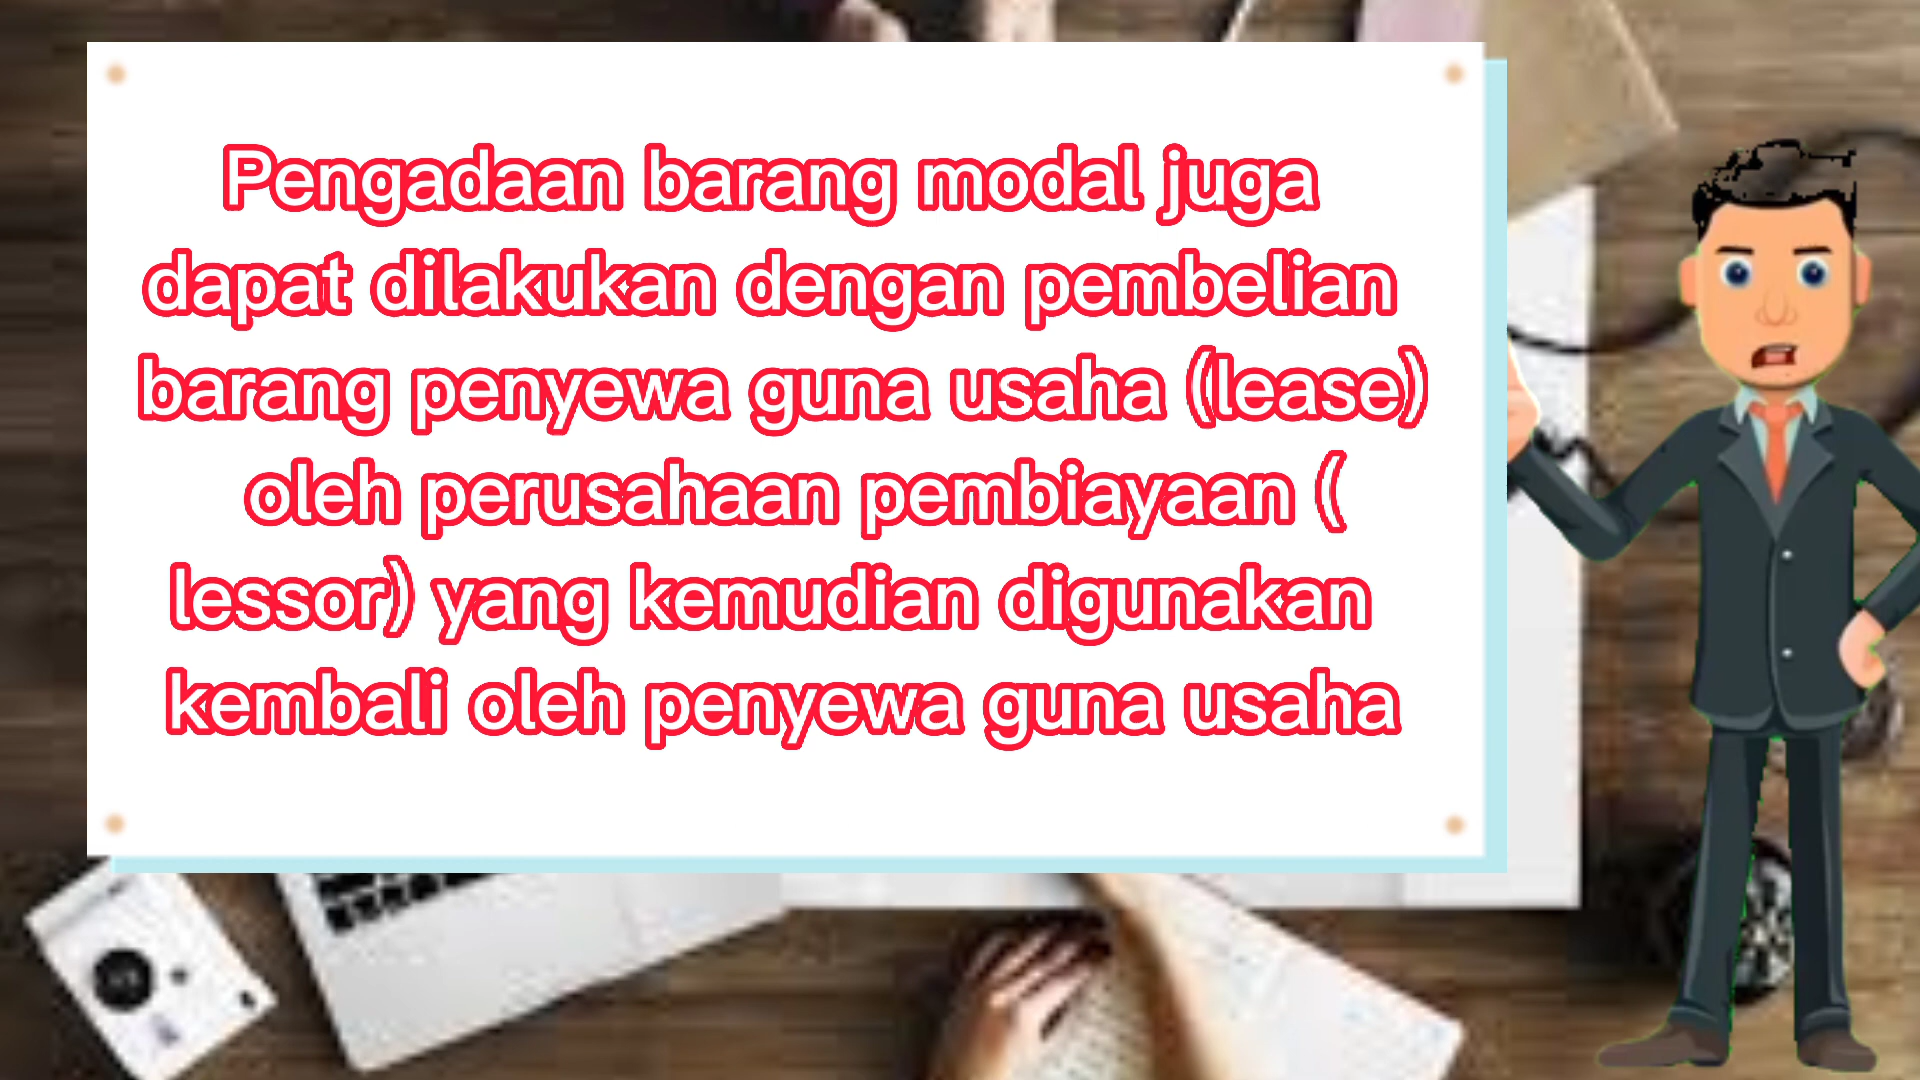 Pengadaan barang modal juga
dapat dilakukan dengan pembelian
barang penyewa guna usaha (lease)
oleh perusahaan pembiayaan (
lessor) yang kemudian digunakan
kembali oleh penyewa guna usaha